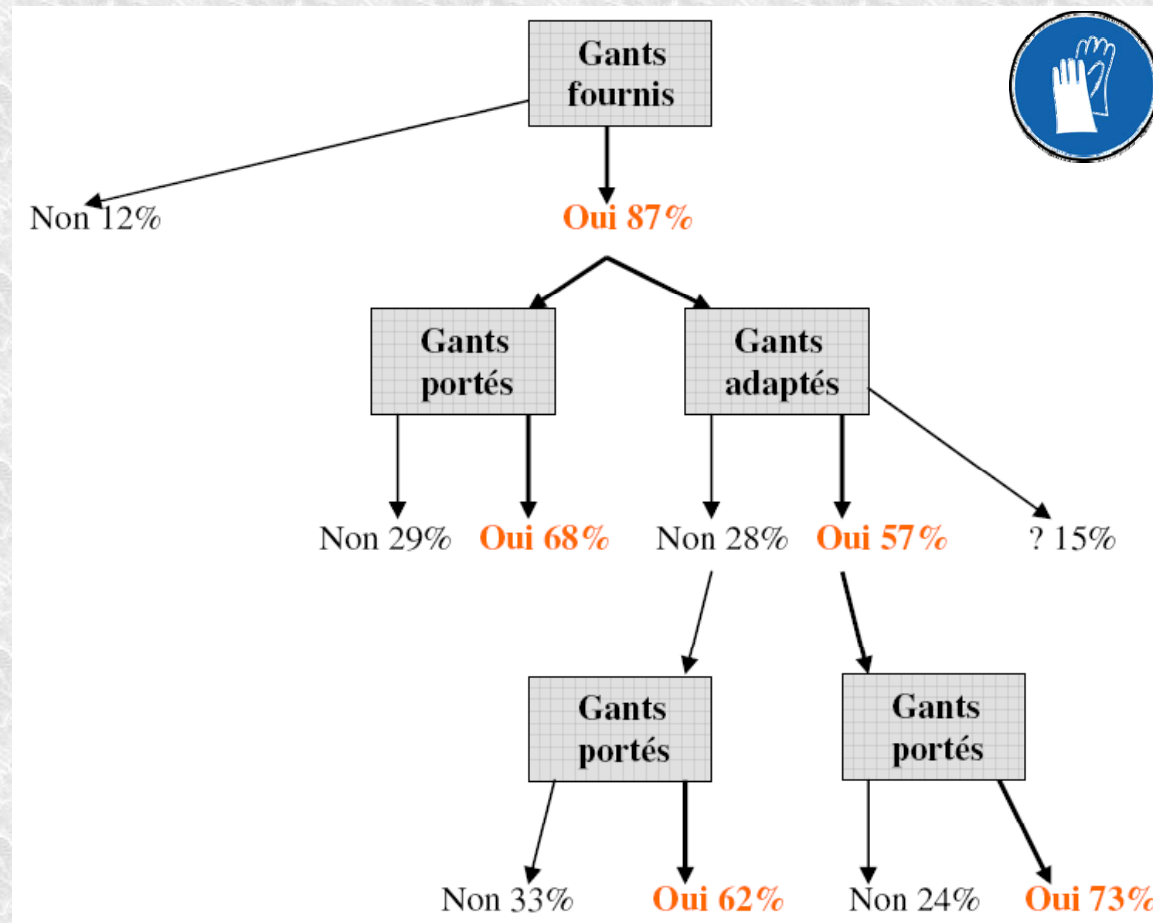 Gants
fournis
Non 12%
Oui 87%
Gants
portés
Gants
adaptés
Non 29%
Oui 68%
Non 28%
Oui 57%
? 15%
Gants
portés
Gants
portés
Non 33%
Oui 62%
Non 24%
Oui 73%